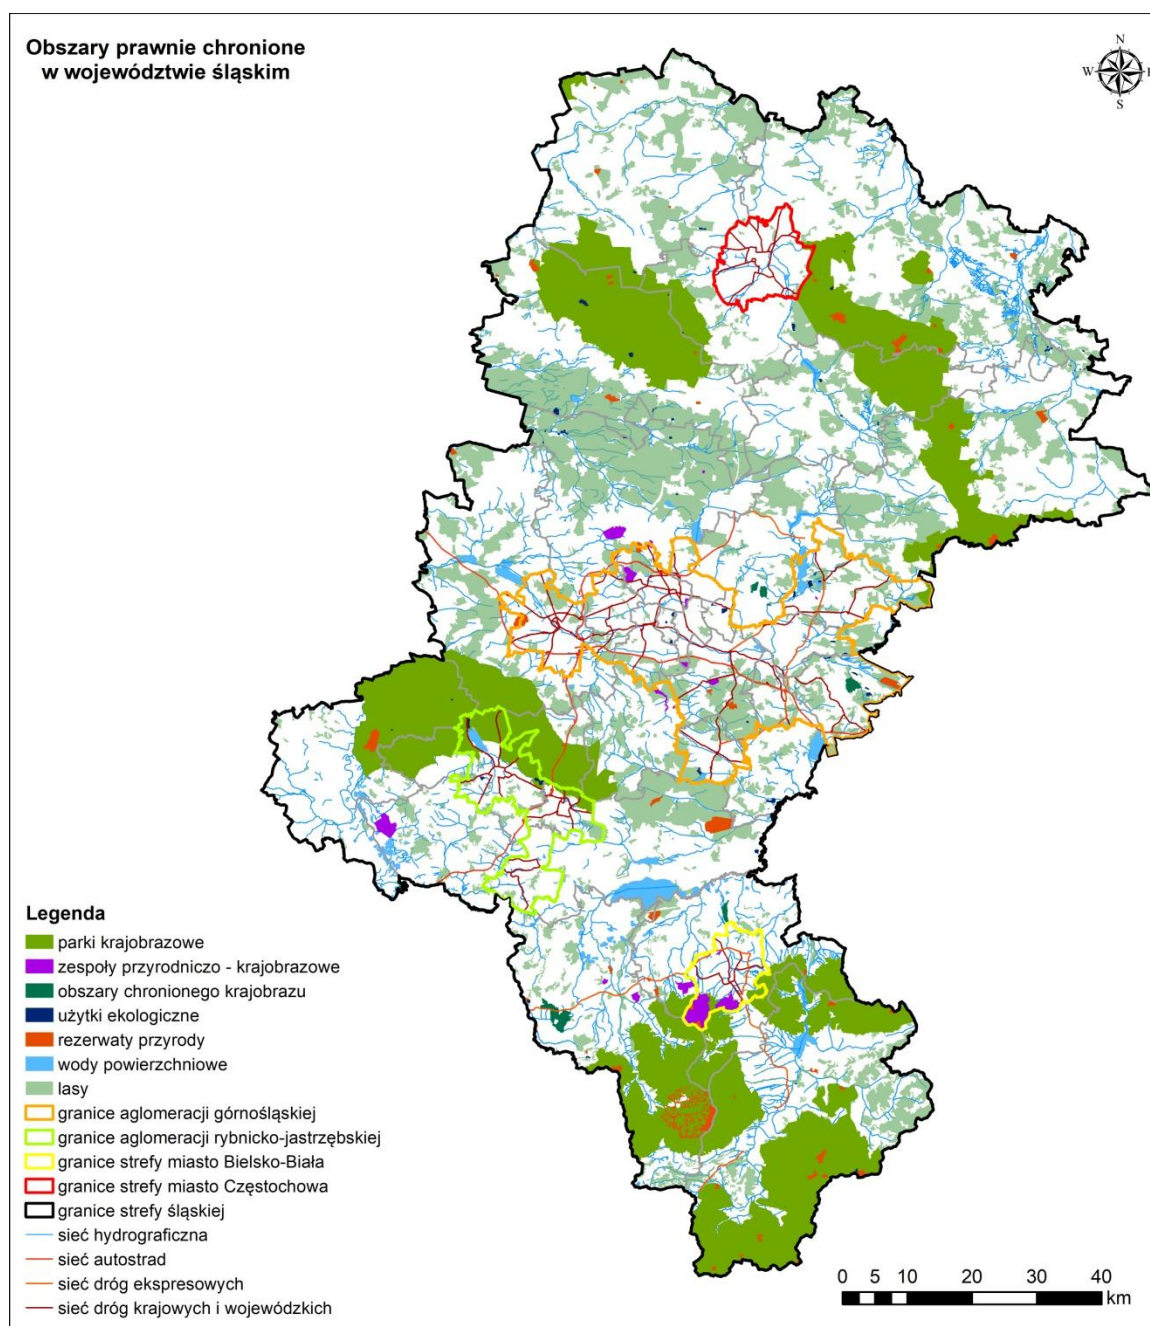 Obszary prawnie chronione
w województwie śląskim
N
W
E
S
Legenda
parki krajobrazowe
zespoły przyrodniczo - krajobrazowe
obszary chronionego krajobrazu
użytki ekologiczne
rezerwaty przyrody
wody powierzchniowe
lasy
granice aglomeracji górnośląskiej
granice aglomeracji rybnicko-jastrzębskiej
granice strefy miasto Bielsko-Biała
granice strefy miasto Częstochowa
granice strefy śląskiej
sieć hydrograficzna
sieć autostrad
sieć dróg ekspresowych
sieć dróg krajowych i wojewódzkich
0 5 10 20 30 40
km